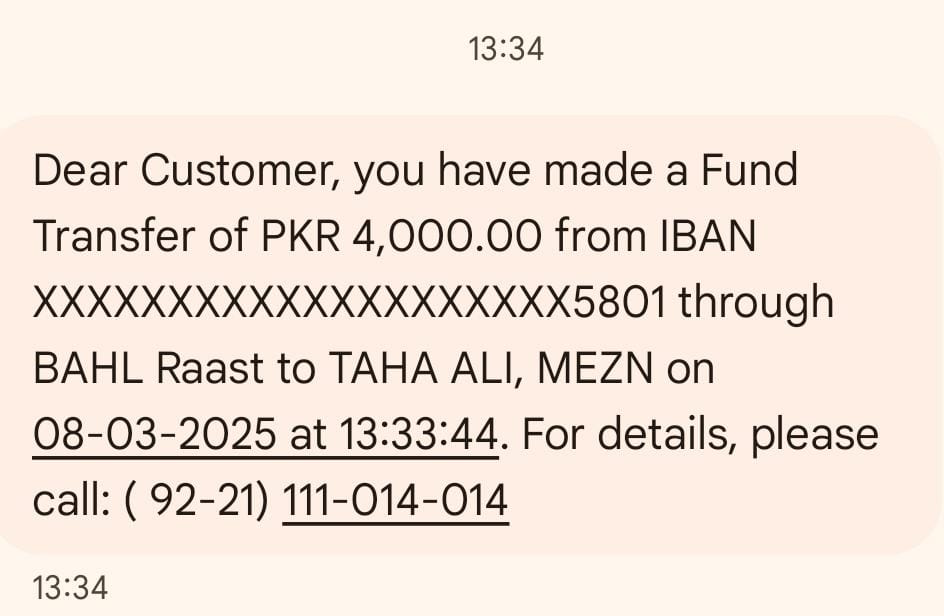 13:34
Dear Customer, you have made a Fund
Transfer of PKR 4,000.00 from IBAN
XXXXXXXXXXXXXXXXXXXX5801 through
BAHL Raast to TAHA ALI, MEZN on
08-03-2025 at 13:33:44. For details, please
call: ( 92-21) 111-014-014
13:34